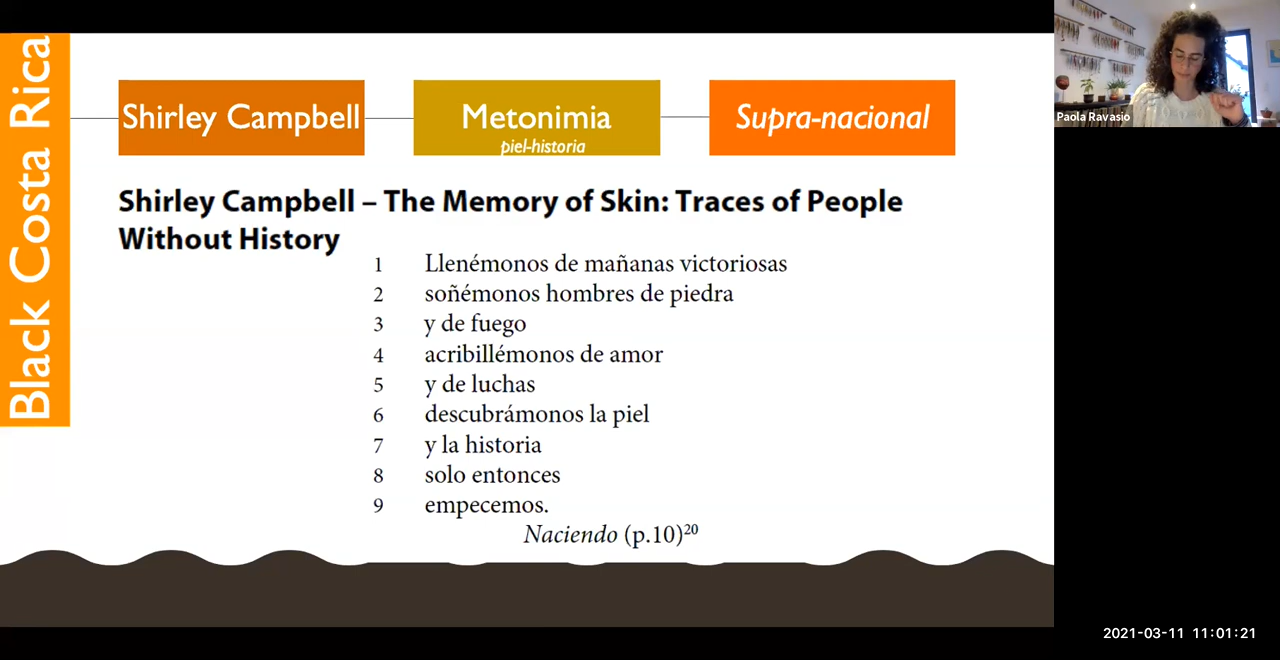 Black Costa Rica
Shirley Campbell
Metonimia
piel-historia
Supra-nacional
Shirley Campbell – The Memory of Skin: Traces of People
Without History
1 Llenémonos de mañanas victoriosas
2 soñémonos hombres de piedra
3 y de fuego
4 acribillémonos de amor
5 y de luchas
6 descubrámonos la piel
7 y la historia
8 solo entonces
9 empecemos.
Naciendo (p.10)20
Paola Ravasio
2021-03-11 11:01:21